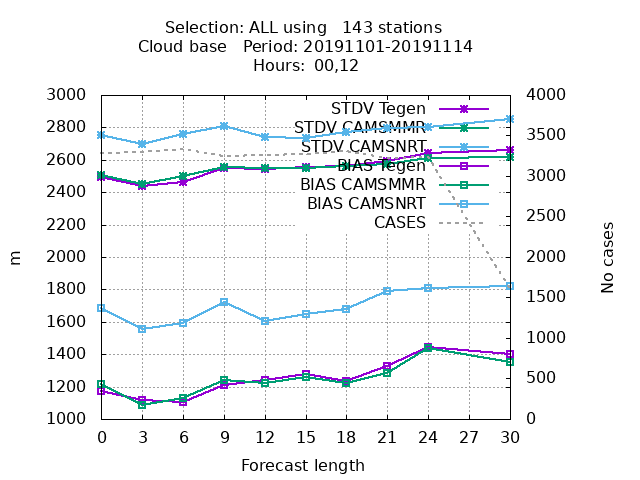 Selection: ALL using   143 stations
Cloud base   Period: 20191101-20191114
Hours:  00,12
3000
2800
2600
2400
2200
2000
1800
1600
1400
1200
1000
m
STDV Tegen
STDV CAMSMMR
STDV CAMSNRT
BIAS Tegen
BIAS CAMSMMR
BIAS CAMSNRT
CASES
4000
3500
3000
2500
2000
1500
1000
500
0
No cases
0 3 6 9 12 15 18 21 24 27 30
Forecast length